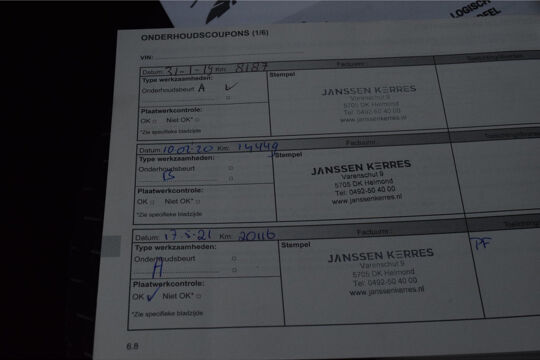 LOGISCH
DEEL
ONDERHOUDSCOUPONS (1/6)
VIN:
Datum: 31-1-19 Km: 8187
Factuurnr.:
Type werkzaamheden:
Stempel
Onderhoudsbeurt A ✓
JANSSEN KERRES
Varenschut 9
5705 DK Helmond
Tel: 0492-50 40 00
www.janssenkerres.nl
Plaatwerkcontrole:
OK □ Niet OK* □
*Zie specifieke bladzijde
Datum: 10-02-20 Km: 14449
Factuurnr.:
Type werkzaamheden:
Stempel
Onderhoudsbeurt □
B □
JANSSEN KERRES
Varenschut 9
5705 DK Helmond
Tel: 0492-50 40 00
www.janssenkerres.nl
Plaatwerkcontrole:
OK □ Niet OK* □
*Zie specifieke bladzijde
Datum: 17-5-21 Km: 20116
Factuurnr.:
Type werkzaamheden:
Stempel
Onderhoudsbeurt □
A □
JANSSEN KERRES
Varenschut 9
5705 DK Helmond
Tel: 0492-50 40 00
www.janssenkerres.nl
Plaatwerkcontrole:
OK ✓ Niet OK* □
*Zie specifieke bladzijde
6.8